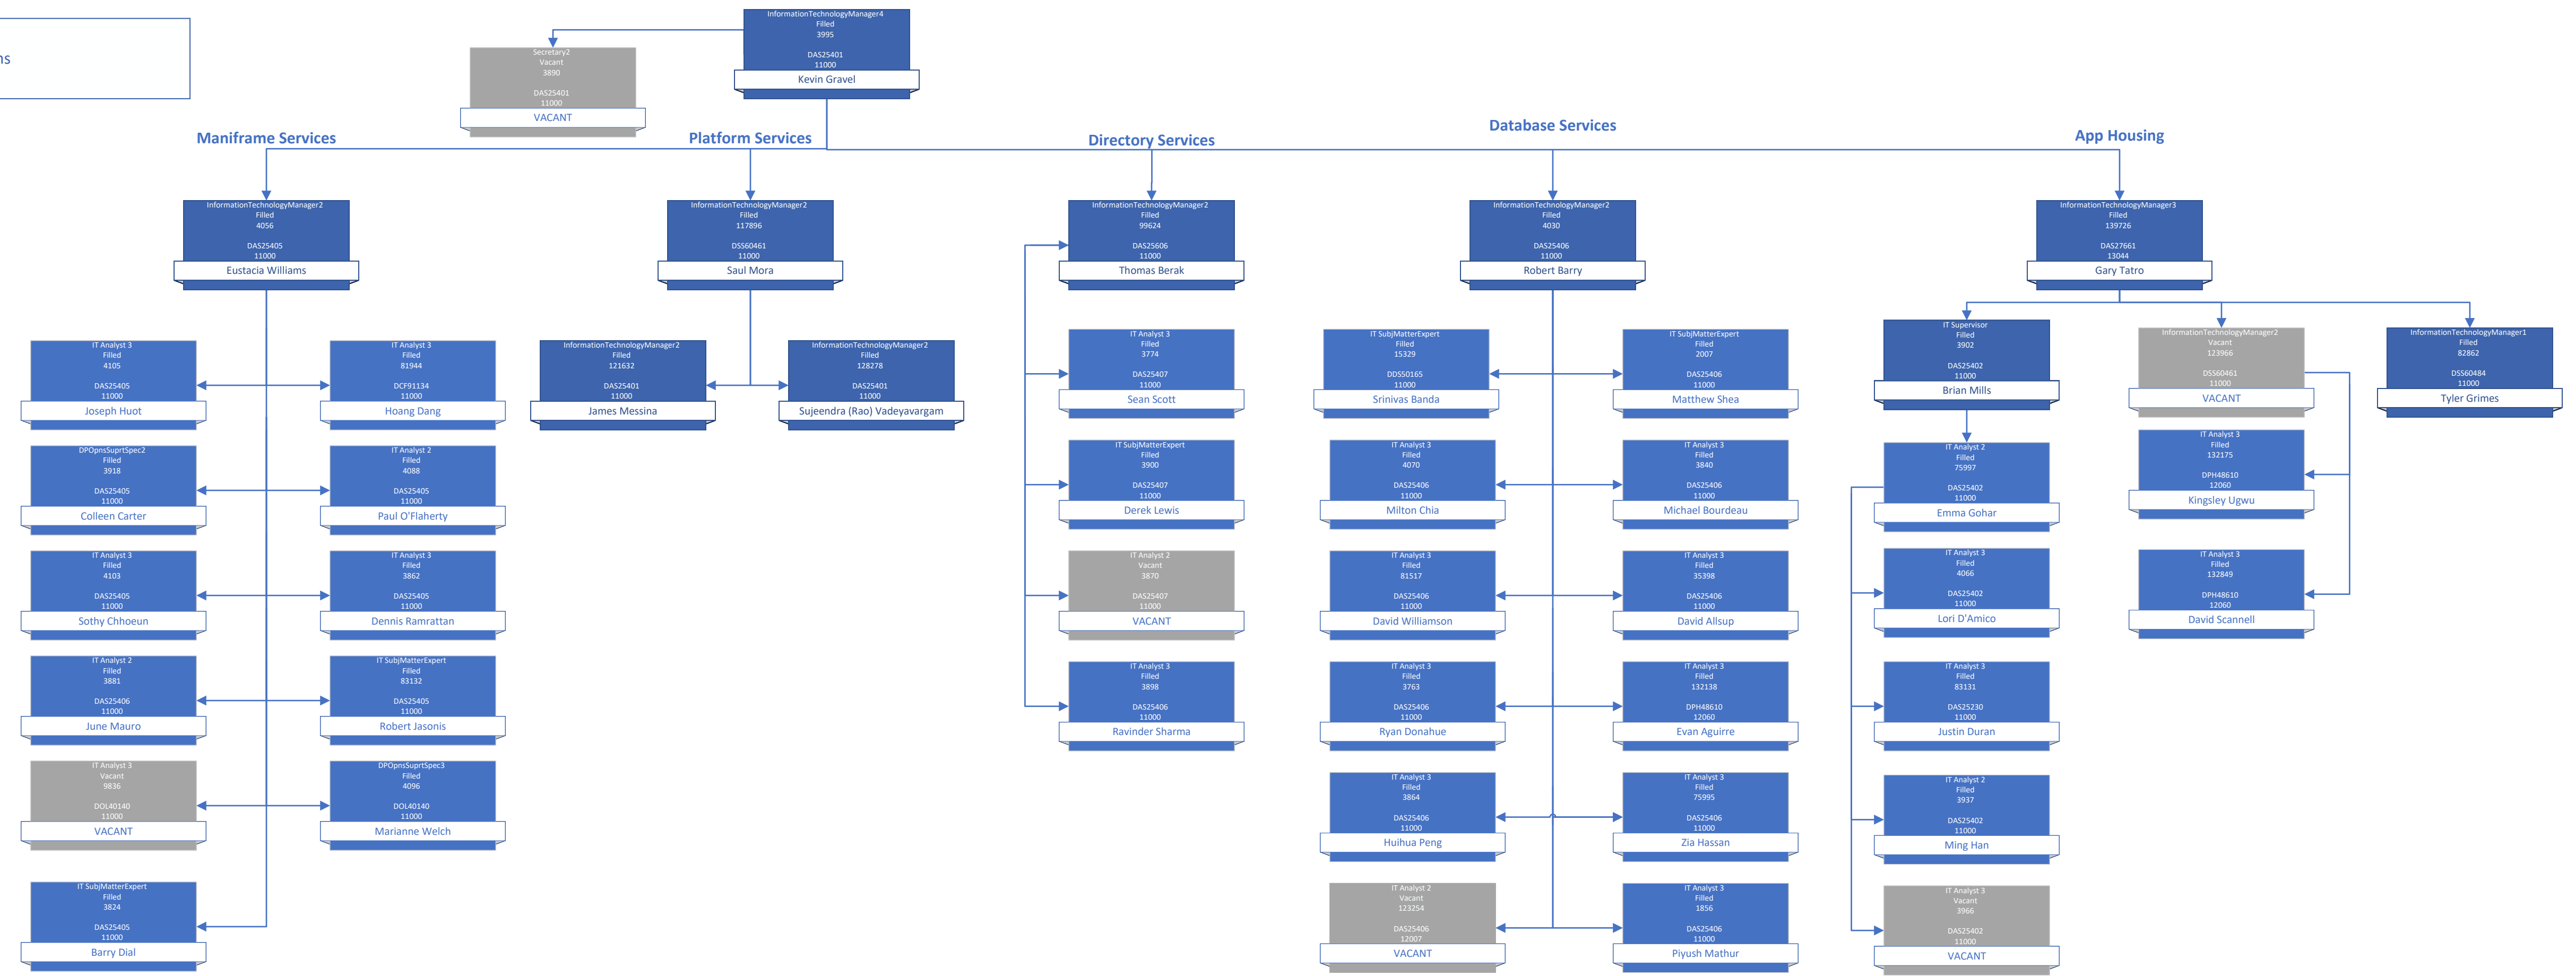 ns
InformationTechnologyManager4
Filled
3995
DAS25401
11000
Kevin Gravel
Secretary2
Vacant
3890
DAS25401
11000
VACANT
Maniframe Services
Platform Services
Directory Services
Database Services
App Housing
InformationTechnologyManager2
Filled
4056
DAS25405
11000
Eustacia Williams
InformationTechnologyManager2
Filled
117896
DSS60461
11000
Saul Mora
InformationTechnologyManager2
Filled
99624
DAS25606
11000
Thomas Berak
InformationTechnologyManager2
Filled
4030
DAS25406
11000
Robert Barry
InformationTechnologyManager3
Filled
139726
DAS27661
13044
Gary Tatro
IT Analyst 3
Filled
4105
DAS25405
11000
Joseph Huot
IT Analyst 3
Filled
81944
DCF91134
11000
Hoang Dang
DPOpnsSuprtSpec2
Filled
3918
DAS25405
11000
Colleen Carter
IT Analyst 2
Filled
4088
DAS25405
11000
Paul O'Flaherty
IT Analyst 3
Filled
4103
DAS25405
11000
Sothy Chhoeun
IT Analyst 3
Filled
3862
DAS25405
11000
Dennis Ramrattan
IT Analyst 2
Filled
3881
DAS25406
11000
June Mauro
IT SubjMatterExpert
Filled
83132
DAS25405
11000
Robert Jasonis
IT Analyst 3
Vacant
9836
DOL40140
11000
VACANT
DPOpnsSuprtSpec3
Filled
4096
DOL40140
11000
Marianne Welch
IT SubjMatterExpert
Filled
3824
DAS25405
11000
Barry Dial
InformationTechnologyManager2
Filled
121632
DAS25401
11000
James Messina
InformationTechnologyManager2
Filled
128278
DAS25401
11000
Sujeendra (Rao) Vadeyavargam
IT Analyst 3
Filled
3774
DAS25407
11000
Sean Scott
IT SubjMatterExpert
Filled
3900
DAS25407
11000
Derek Lewis
IT Analyst 2
Vacant
3870
DAS25407
11000
VACANT
IT Analyst 3
Filled
3898
DAS25406
11000
Ravinder Sharma
IT SubjMatterExpert
Filled
15329
DDS50165
11000
Srinivas Banda
IT SubjMatterExpert
Filled
2007
DAS25406
11000
Matthew Shea
IT Analyst 3
Filled
4070
DAS25406
11000
Milton Chia
IT Analyst 3
Filled
3840
DAS25406
11000
Michael Bourdeau
IT Analyst 3
Filled
81517
DAS25406
11000
David Williamson
IT Analyst 3
Filled
35398
DAS25406
11000
David Allsup
IT Analyst 3
Filled
3763
DAS25406
11000
Ryan Donahue
IT Analyst 3
Filled
132138
DPH48610
12060
Evan Aguirre
IT Analyst 3
Filled
3864
DAS25406
11000
Huihua Peng
IT Analyst 3
Filled
75995
DAS25406
11000
Zia Hassan
IT Analyst 2
Vacant
123254
DAS25406
12007
VACANT
IT Analyst 3
Filled
1856
DAS25406
11000
Piyush Mathur
IT Supervisor
Filled
3902
DAS25402
11000
Brian Mills
InformationTechnologyManager2
Vacant
123966
DSS60461
11000
VACANT
InformationTechnologyManager1
Filled
82862
DSS60484
11000
Tyler Grimes
IT Analyst 2
Filled
75997
DAS25402
11000
Emma Gohar
IT Analyst 3
Filled
4066
DAS25402
11000
Lori D'Amico
IT Analyst 3
Filled
83131
DAS25230
11000
Justin Duran
IT Analyst 2
Filled
3937
DAS25402
11000
Ming Han
IT Analyst 3
Vacant
3966
DAS25402
11000
VACANT
IT Analyst 3
Filled
132175
DPH48610
12060
Kingsley Ugwu
IT Analyst 3
Filled
132849
DPH48610
12060
David Scannell